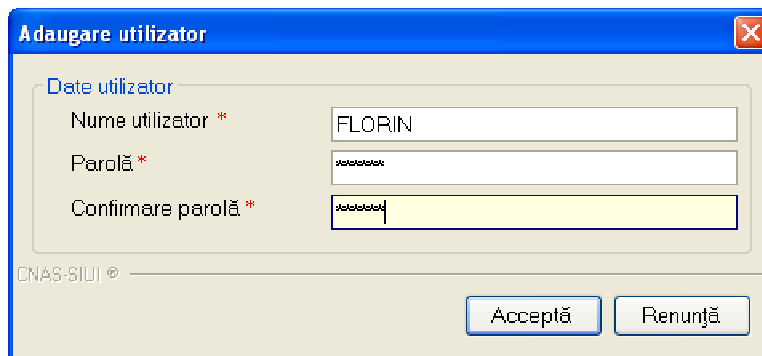 Adaugare utilizator
Date utilizator
Nume utilizator * FLORIN
Parolă * *******
Confirmare parolă * *******
CNAS-SIUI ®
Acceptă Renunţă